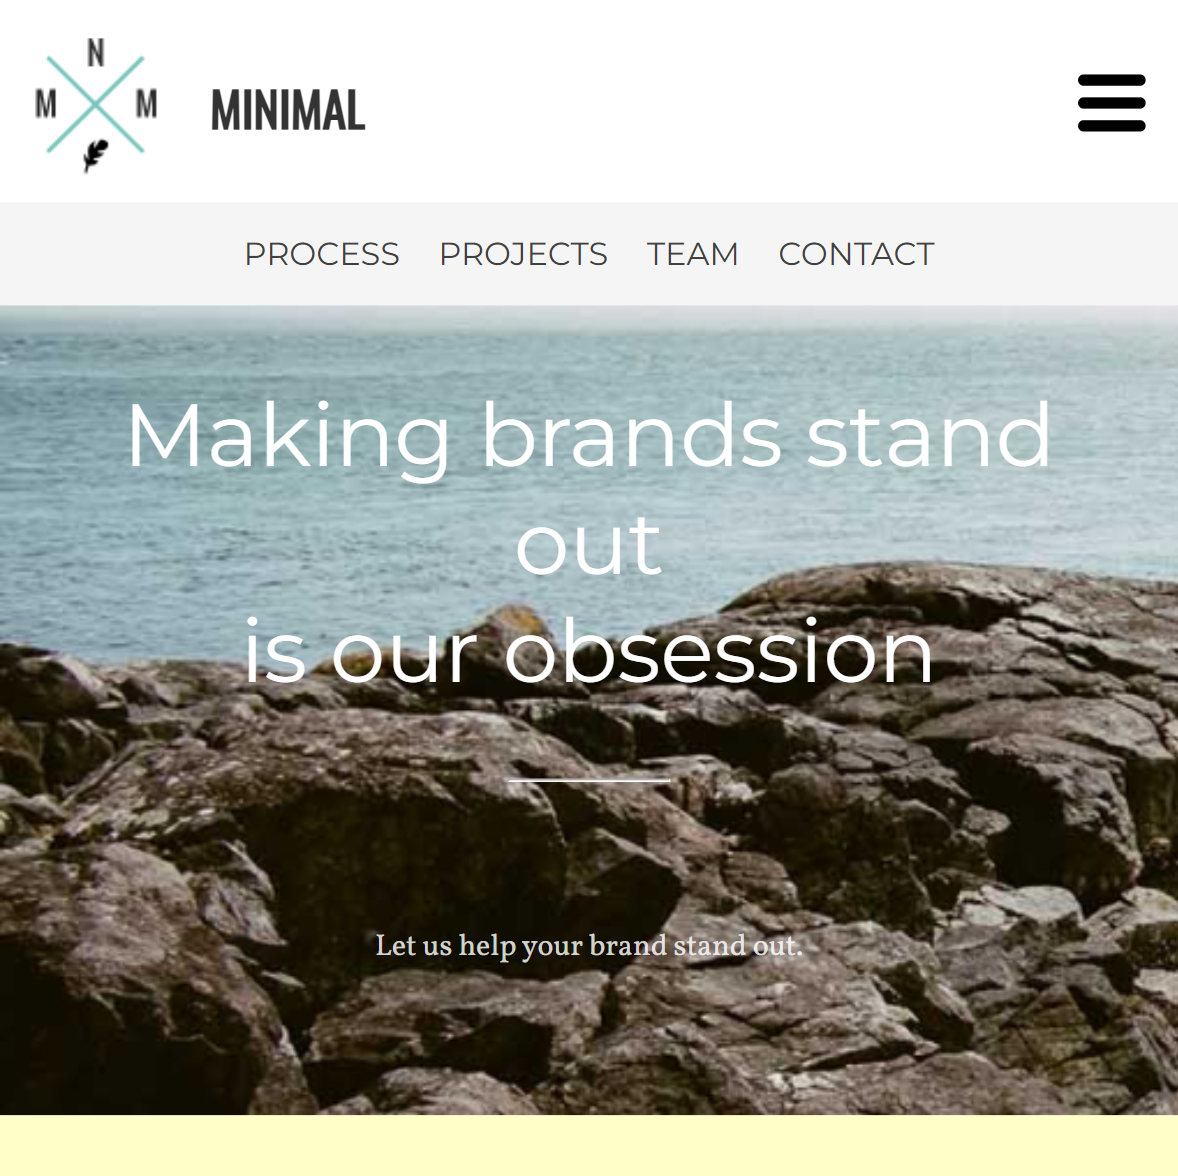 N
M M
MINIMAL
PROCESS PROJECTS TEAM CONTACT
Making brands stand
out
is our obsession
Let us help your brand stand out.